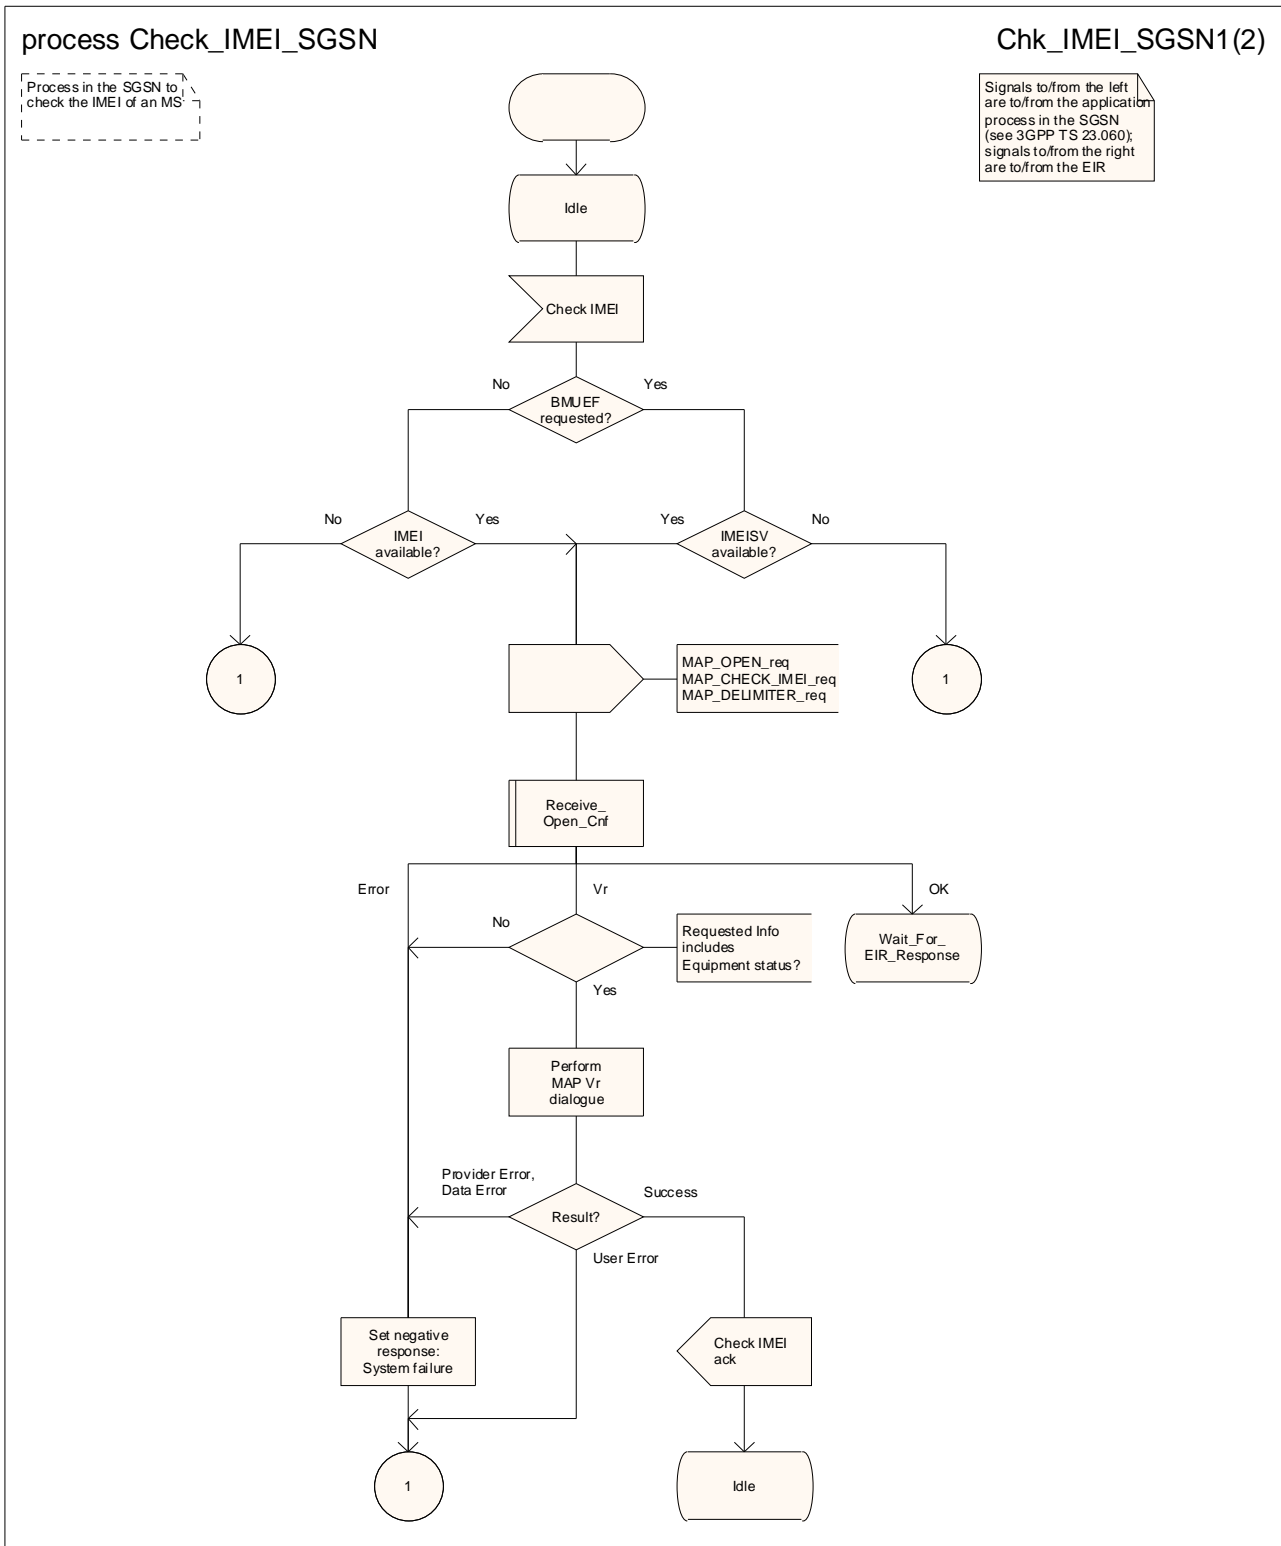 process Check_IMEI_SGSN
Chk_IMEI_SGSN1(2)
Process in the SGSN to
check the IMEI of an MS
Signals to/from the left
are to/from the application
process in the SGSN
(see 3GPP TS 23.060);
signals to/from the right
are to/from the EIR
Idle
Check IMEI
No
Yes
BMUEF
requested?
No
Yes
Yes
No
IMEI
available?
IMEISV
available?
1
MAP_OPEN_req
MAP_CHECK_IMEI_req
MAP_DELIMITER_req
1
Receive_
Open_Cnf
Error
Vr
OK
No
Requested Info
includes
Equipment status?
Wait_For_
EIR_Response
Yes
Perform
MAP Vr
dialogue
Provider Error,
Data Error
Success
Result?
User Error
Set negative
response:
System failure
Check IMEI
ack
1
Idle